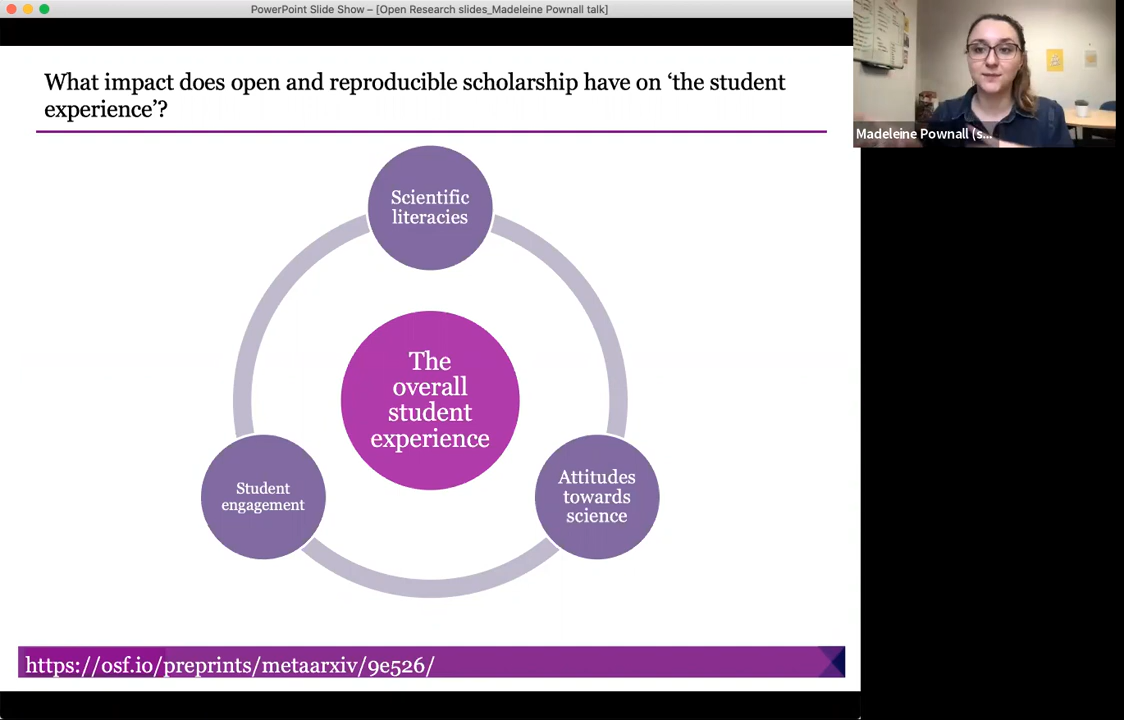 PowerPoint Slide Show – [Open Research slides_Madeleine Pownall talk]
What impact does open and reproducible scholarship have on ‘the student
experience’?
Madeleine Pownall (s...
Scientific
literacies
The
overall
student
experience
Student
engagement
Attitudes
towards
science
https://osf.io/preprints/metaarxiv/9e526/